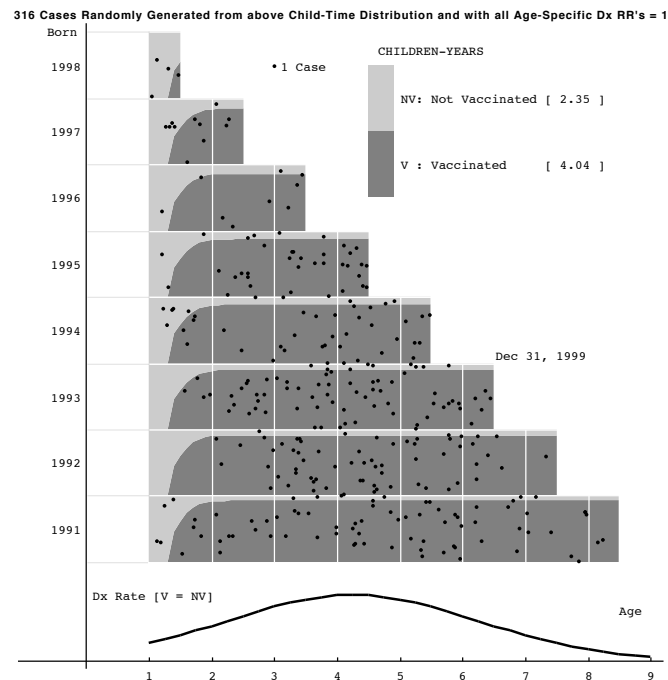 316 Cases Randomly Generated from above Child-Time Distribution and with all Age-Specific Dx RR's = 1
Born
CHILDREN-YEARS
1998
1 Case
NV: Not Vaccinated [ 2.35 ]
1997
V : Vaccinated [ 4.04 ]
1996
1995
1994
Dec 31, 1999
1993
1992
1991
Dx Rate [V = NV]
Age
1 2 3 4 5 6 7 8 9